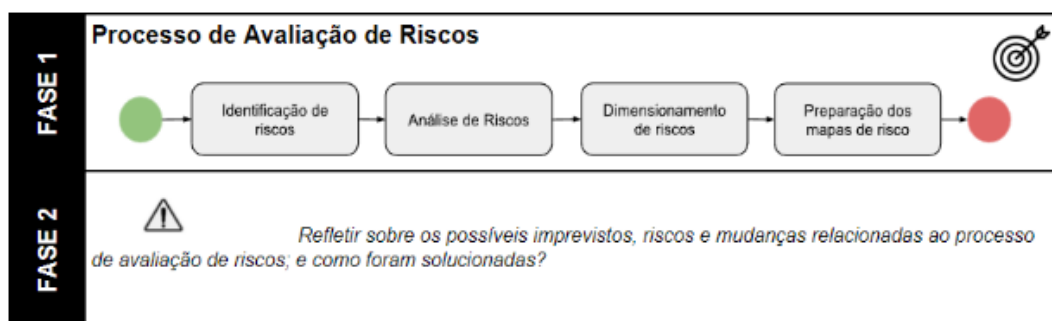 FASE 1
Processo de Avaliação de Riscos
Identificação de
riscos
Análise de Riscos
Dimensionamento
de riscos
Preparação dos
mapas de risco
FASE 2
Refletir sobre os possíveis imprevistos, riscos e mudanças relacionadas ao processo
de avaliação de riscos; e como foram solucionadas?